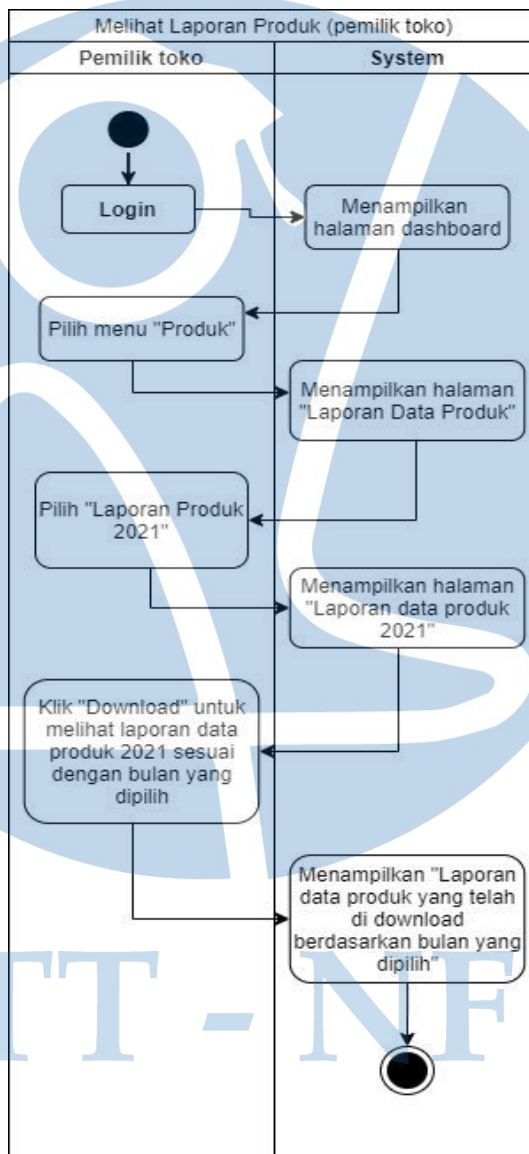 Melihat Laporan Produk (pemilik toko)
Pemilik toko
System
Login
Menampilkan
halaman dashboard
Pilih menu "Produk"
Menampilkan halaman
"Laporan Data Produk"
Pilih "Laporan Produk
2021"
Menampilkan halaman
"Laporan data produk
2021"
Klik "Download" untuk
melihat laporan data
produk 2021 sesuai
dengan bulan yang
dipilih
Menampilkan "Laporan
data produk yang telah
di download
berdasarkan bulan yang
dipilih"
TT - NF